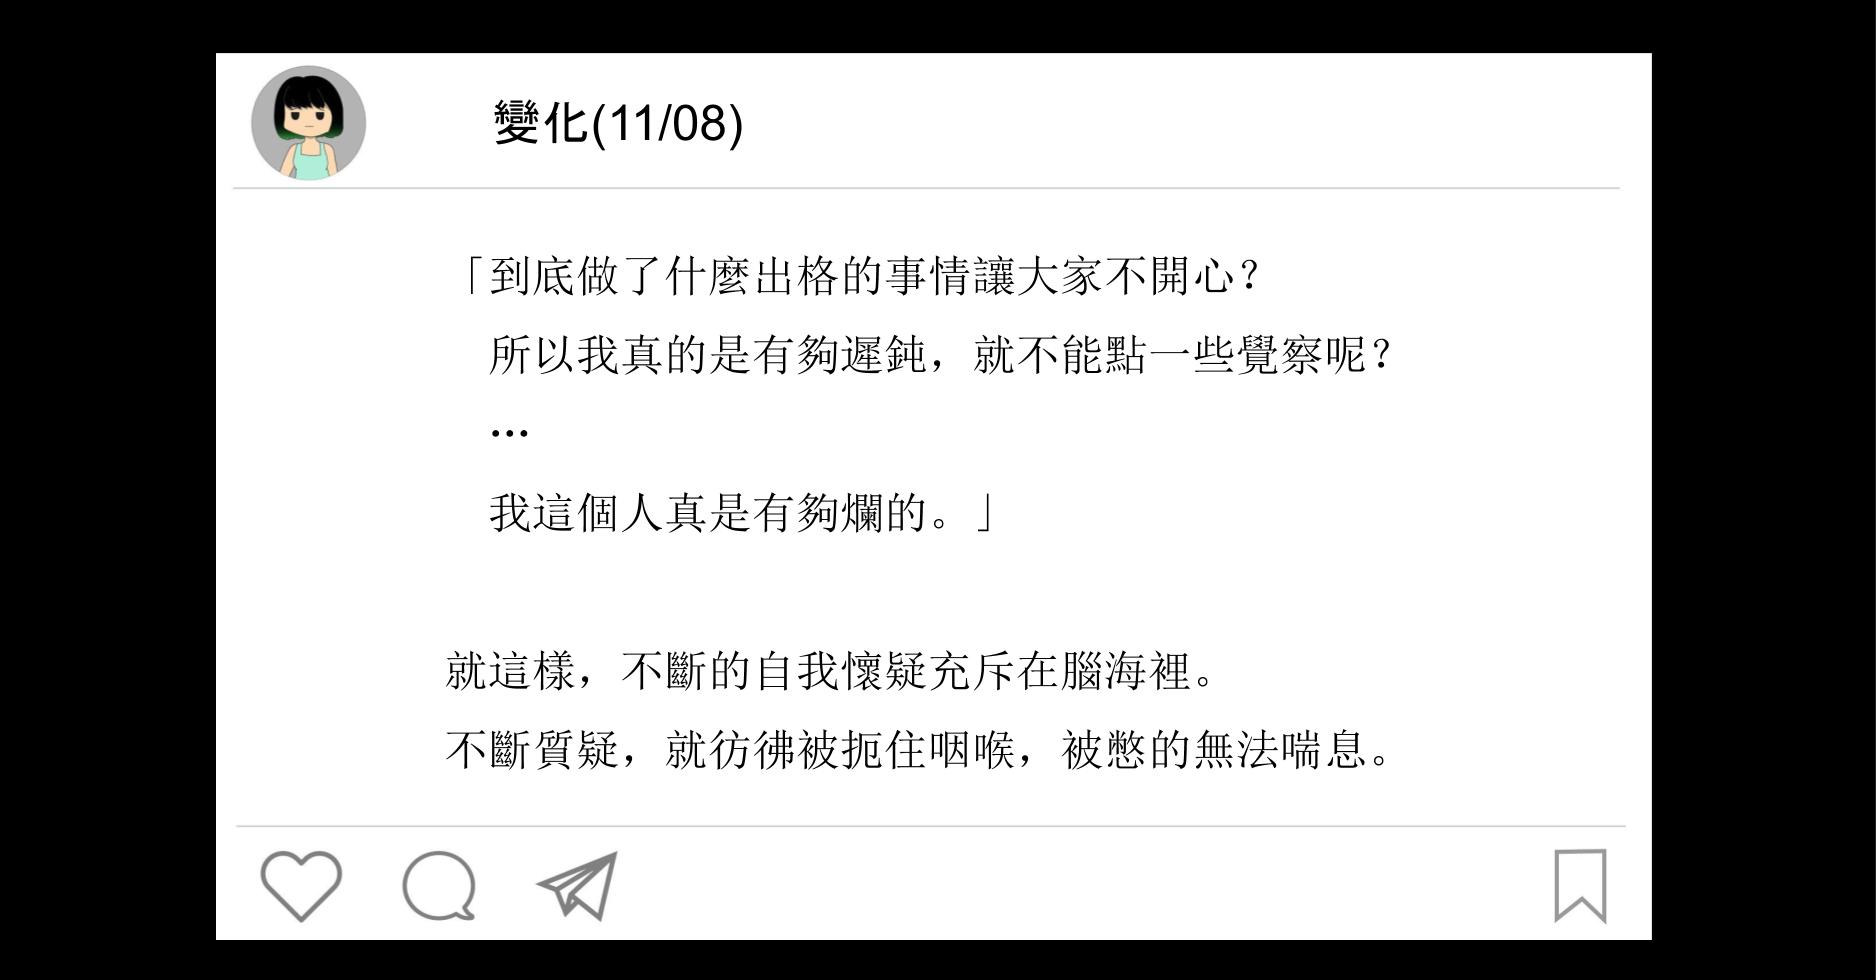 變化(11/08)
「到底做了什麼出格的事情讓大家不開心？
所以我真的是有夠遲鈍，就不能點一些覺察呢？
…
我這個人真是有夠爛的。」
就這樣，不斷的自我懷疑充斥在腦海裡。
不斷質疑，就彷彿被扼住咽喉，被憋的無法喘息。